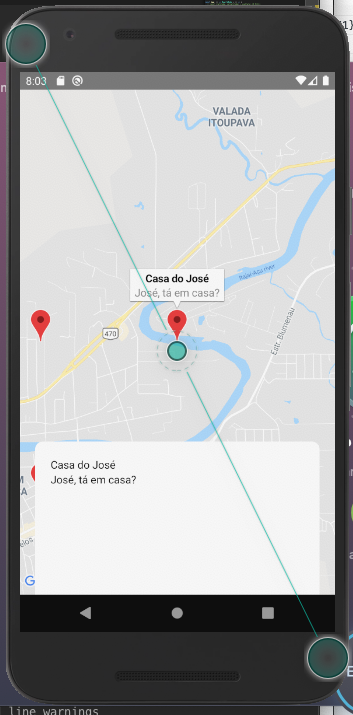 1}
8:03
VALADA
ITOUPAVA
Casa do José
José, tá em casa?
Rio Itajaí-Açu
470
Estr. Blumenau
Casa do José
José, tá em casa?
G
line warnings